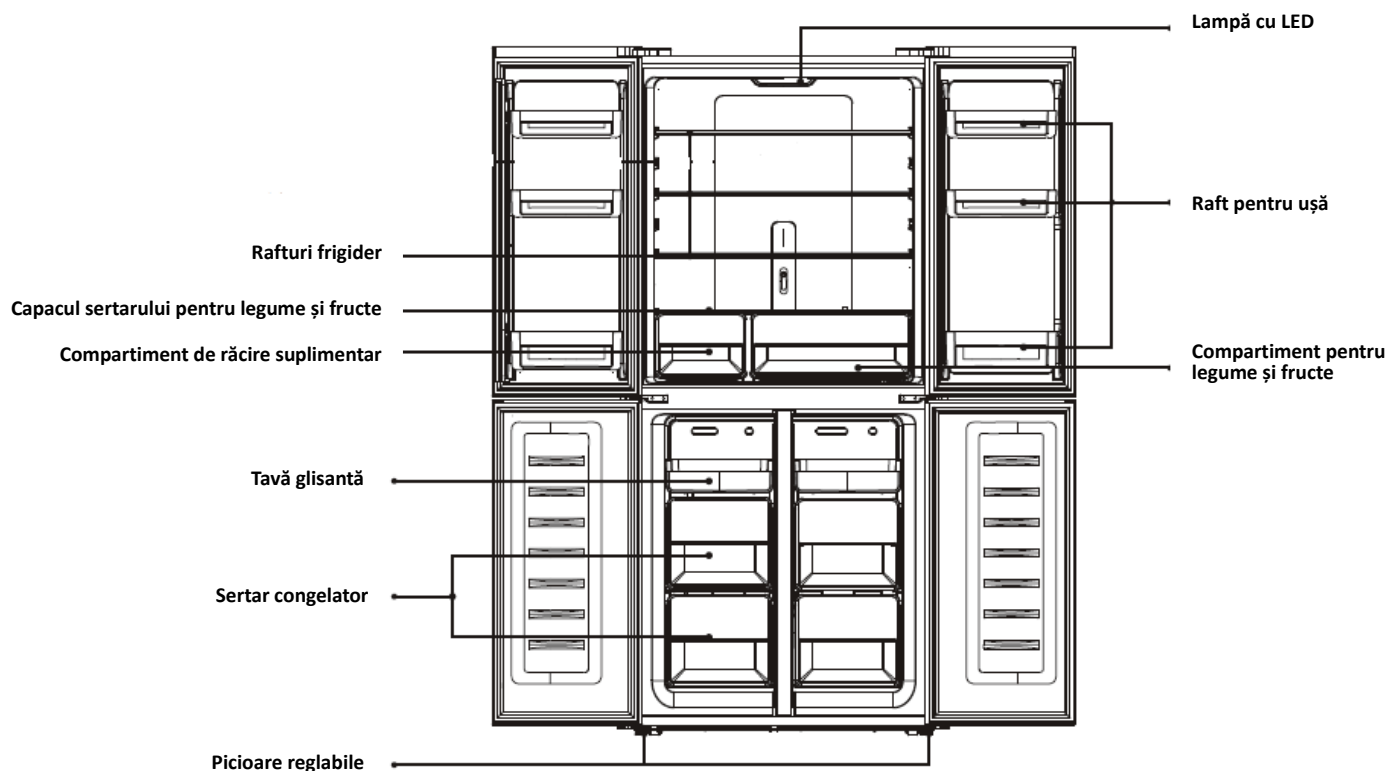 Lampă cu LED
Raft pentru ușă
Rafturi frigider
Capacul sertarului pentru legume și fructe
Compartiment de răcire suplimentar
Compartiment pentru
legume și fructe
Tavă glisantă
Sertar congelator
Picioare reglabile